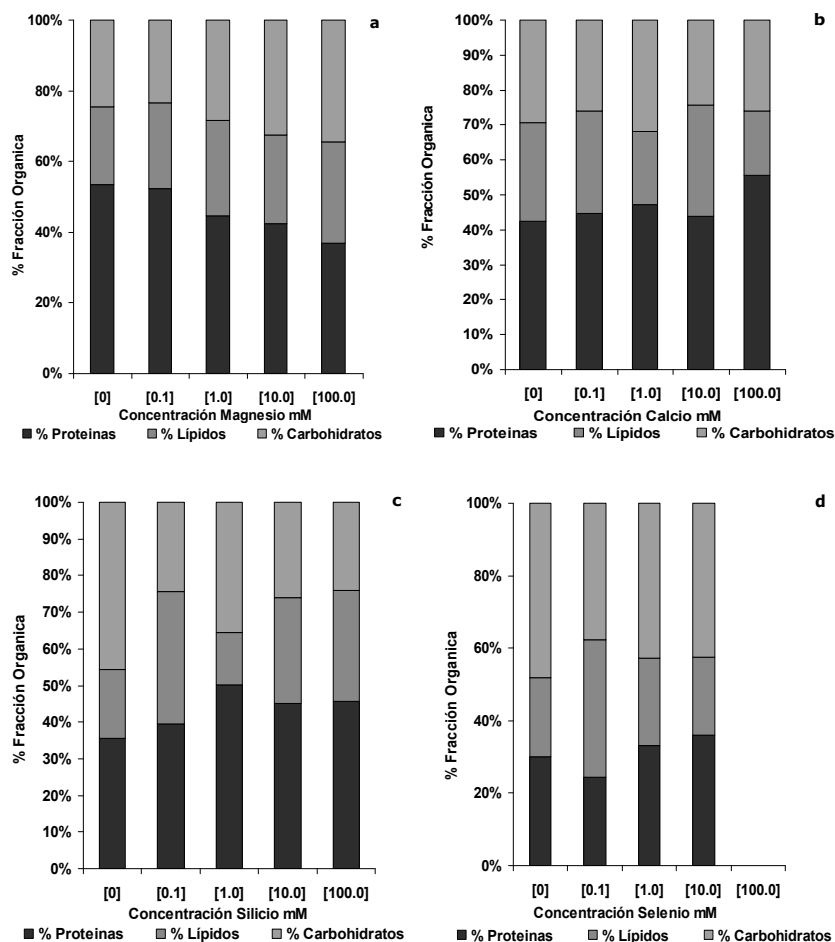 a
100%
80%
60%
40%
20%
0%
% Fracción Organica
[0] [0.1] [1.0] [10.0] [100.0]
Concentración Magnesio mM
% Proteinas % Lípidos % Carbohidratos
b
100%
90%
80%
70%
60%
50%
40%
30%
20%
10%
0%
% Fracción Organica
[0] [0.1] [1.0] [10.0] [100.0]
Concentración Calcio mM
% Proteinas % Lípidos % Carbohidratos
c
100%
90%
80%
70%
60%
50%
40%
30%
20%
10%
0%
% Fracción Organica
[0] [0.1] [1.0] [10.0] [100.0]
Concentración Silicio mM
% Proteinas % Lípidos % Carbohidratos
d
100%
80%
60%
40%
20%
0%
% Fracción Organica
[0] [0.1] [1.0] [10.0] [100.0]
Concentración Selenio mM
% Proteinas % Lípidos % Carbohidratos